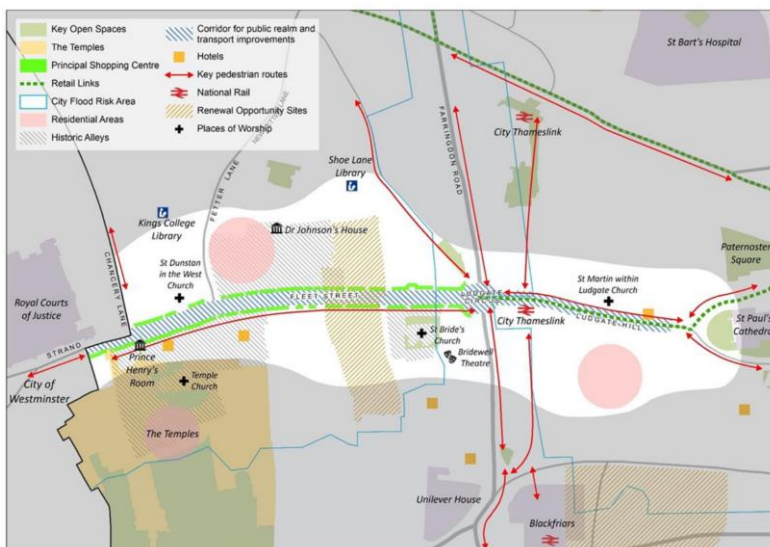 Key Open Spaces
The Temples
Principal Shopping Centre
Retail Links
City Flood Risk Area
Residential Areas
Historic Alleys
Corridor for public realm and
transport improvements
Hotels
Key pedestrian routes
National Rail
Renewal Opportunity Sites
Places of Worship
St Bart's Hospital
City Thameslink
FARRINGDON ROAD
FETTER LANE
Shoe Lane
Library
Kings College
Library
Dr Johnson's House
CHANCERY LANE
St Dunstan
in the West
Church
Royal Courts
of Justice
Paternoster
Square
St Martin within
Ludgate Church
FLEET STREET
LUDGATE
LUDGATE-HILL
City Thameslink
St Paul's
Cathedra
St Bride's
Church
Bridewell
Theatre
STRAND
Prince
Henry's
Room
City of
Westminster
Temple
Church
The Temples
Unilever House
Blackfriars